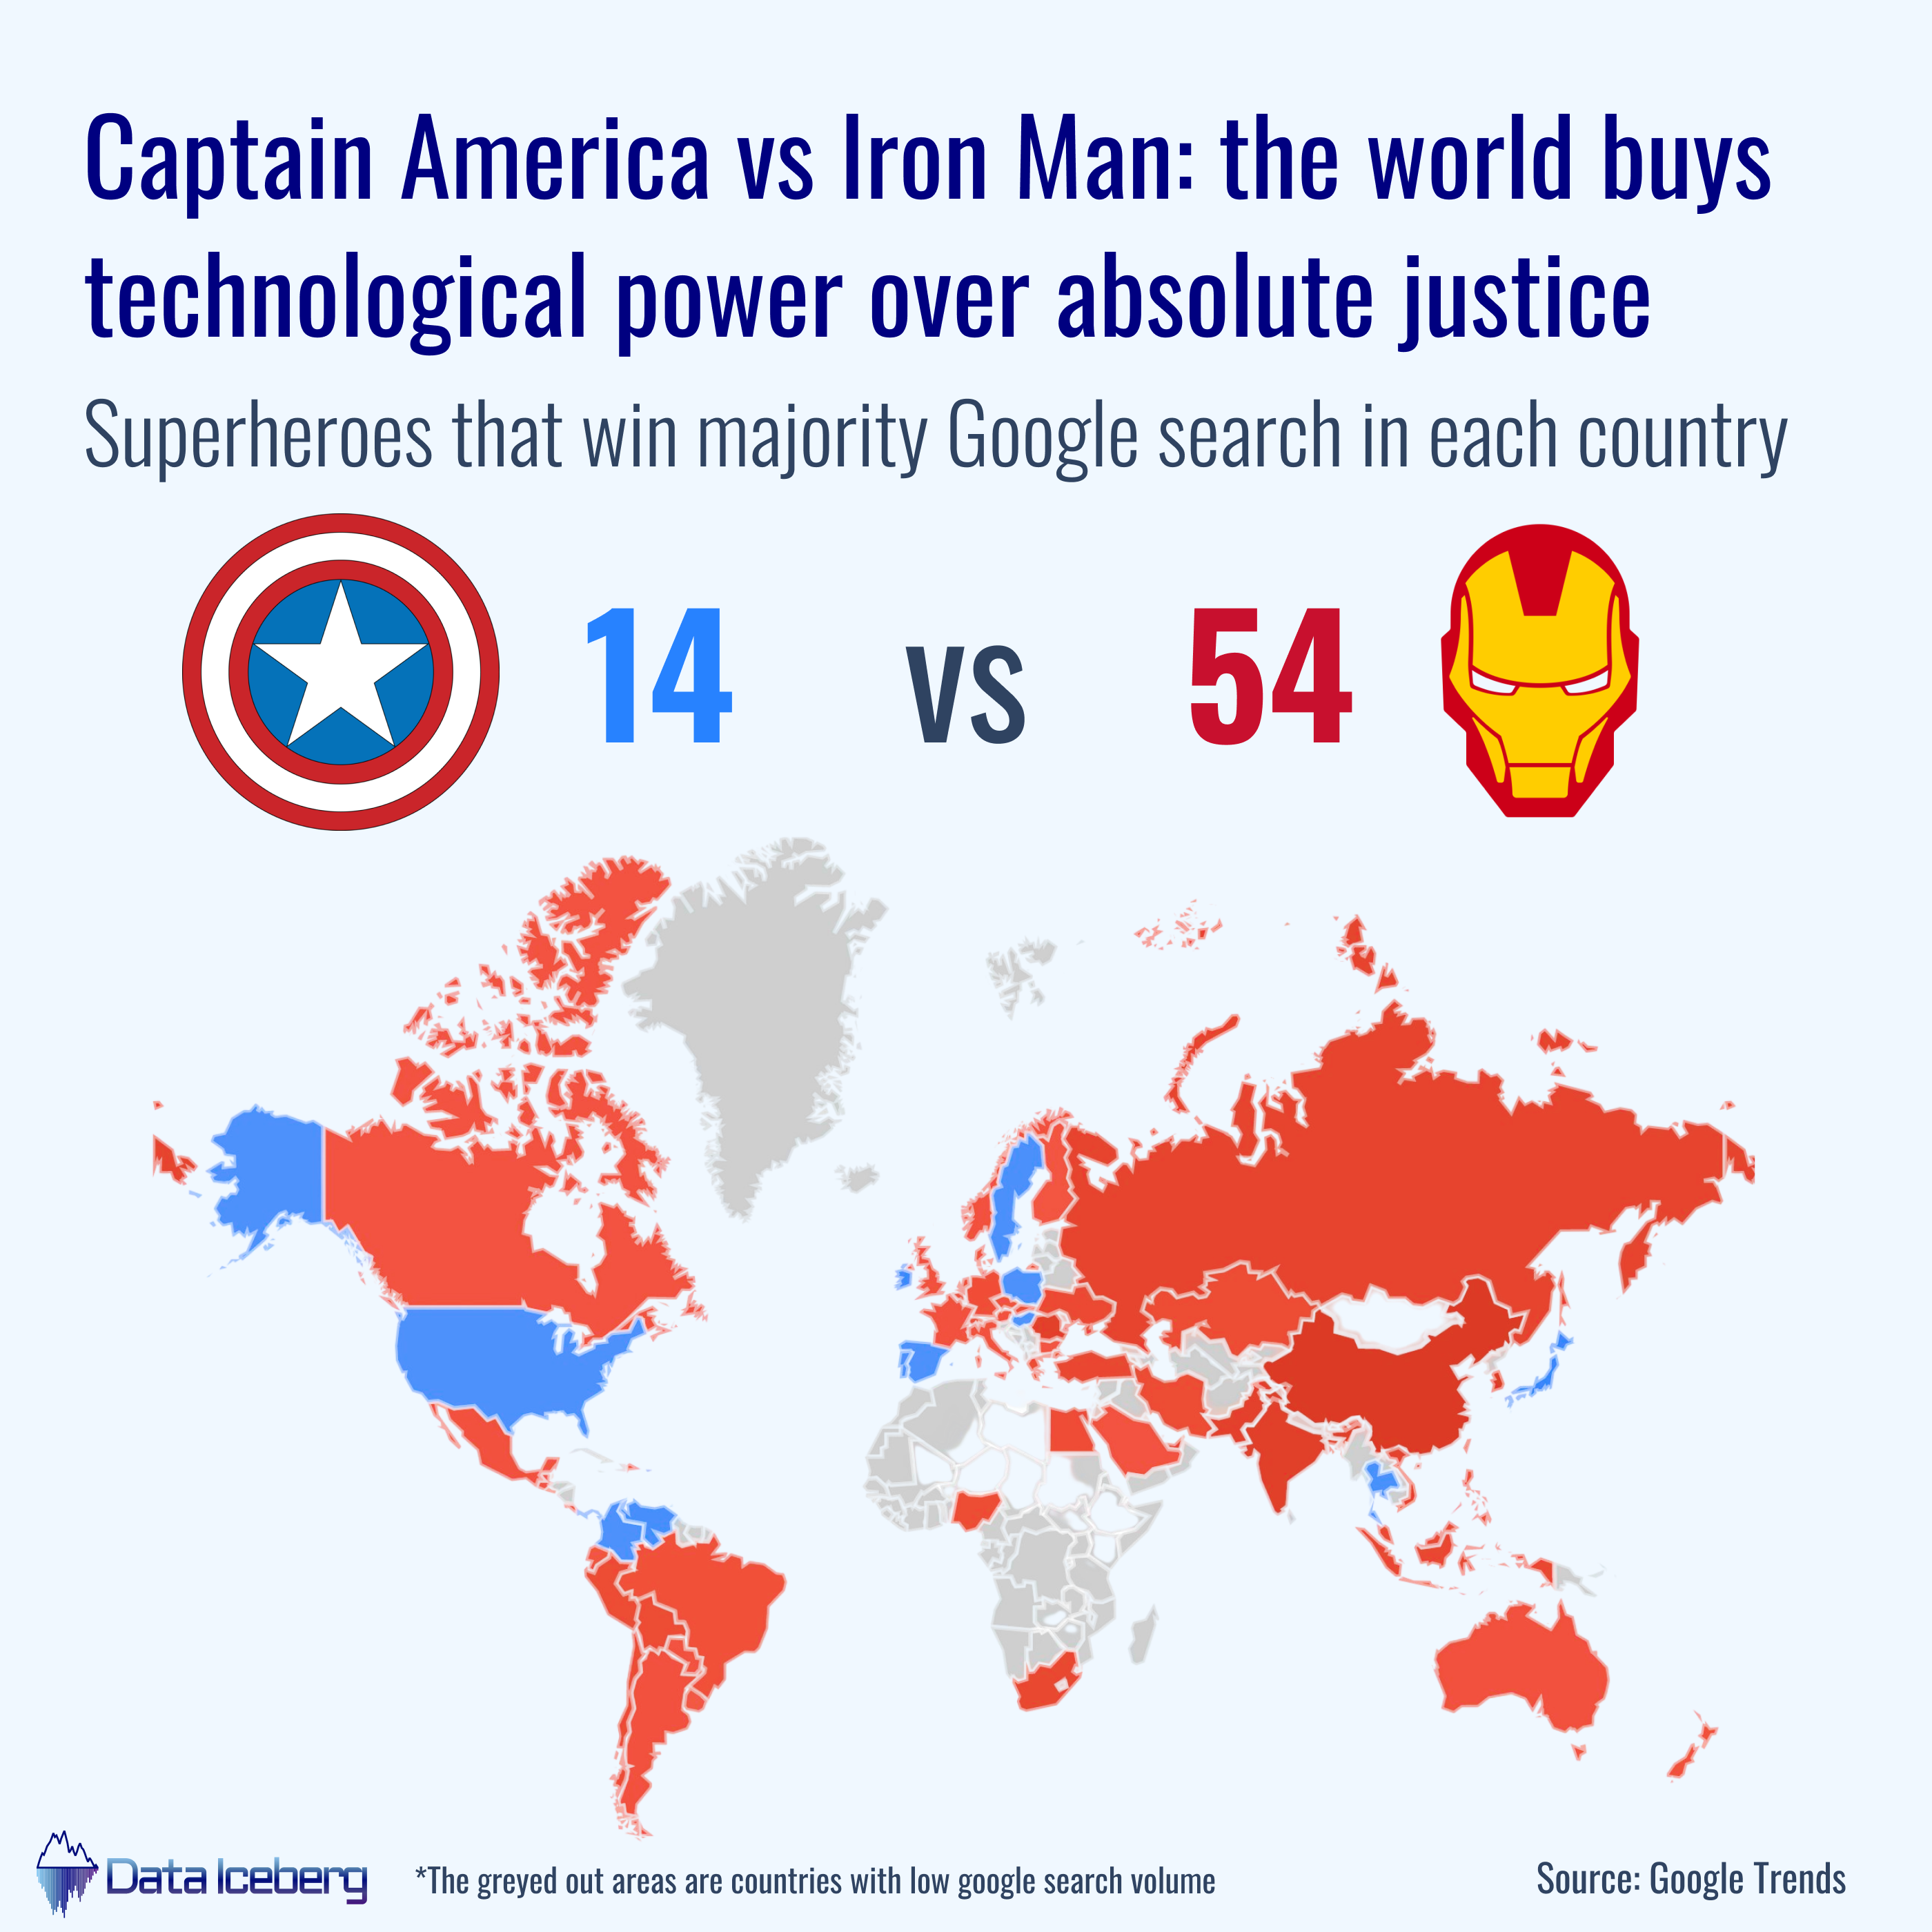 Captain America vs Iron Man: the world buys
technological power over absolute justice
Superheroes that win majority Google search in each country
14 vs 54
Data Iceberg
*The greyed out areas are countries with low google search volume
Source: Google Trends